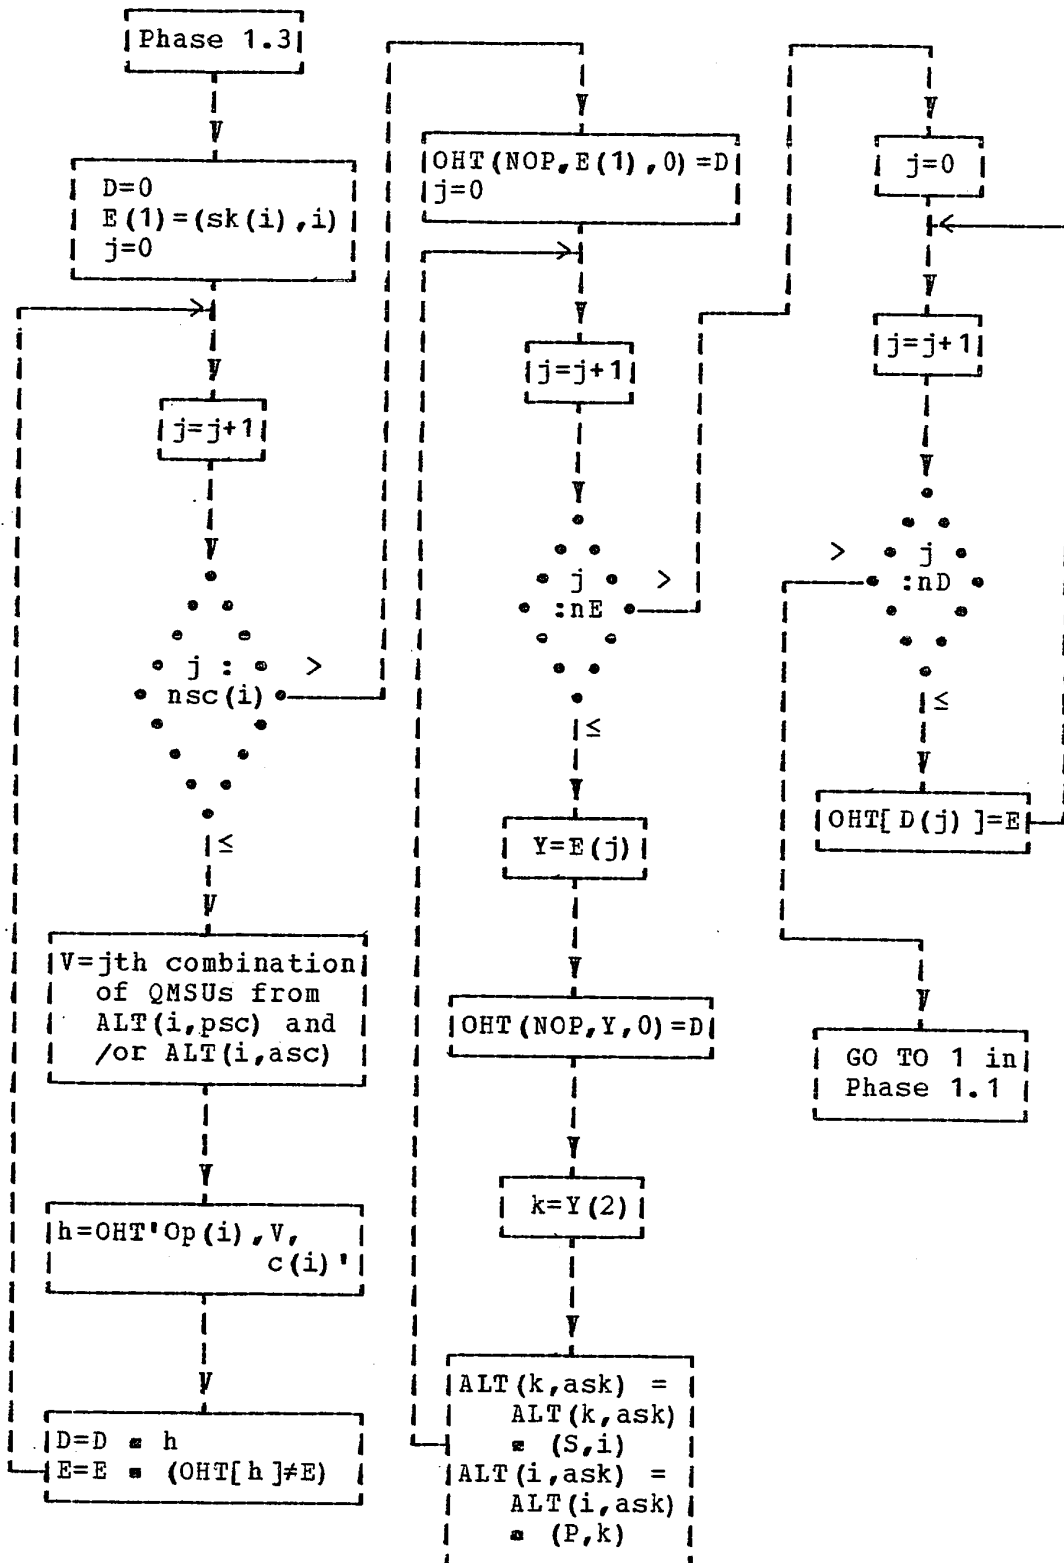 Phase 1.3
D=0
E(1)=(sk(i),i)
j=0
j=j+1
j :
nsc(i)
>
≤
V=jth combination
of QMSUs from
ALT(i,psc) and
/or ALT(i,asc)
h=OHT'Op(i),V,
c(i)'
D=D = h
E=E = (OHT[h]≠E)
OHT(NOP,E(1),0)=D
j=0
j=j+1
j
:nE
>
≤
Y=E(j)
OHT(NOP,Y,0)=D
k=Y(2)
ALT(k,ask) =
ALT(k,ask)
= (S,i)
ALT(i,ask) =
ALT(i,ask)
= (P,k)
j=0
j=j+1
>
j
:nD
≤
OHT[D(j)]=E
GO TO 1 in
Phase 1.1